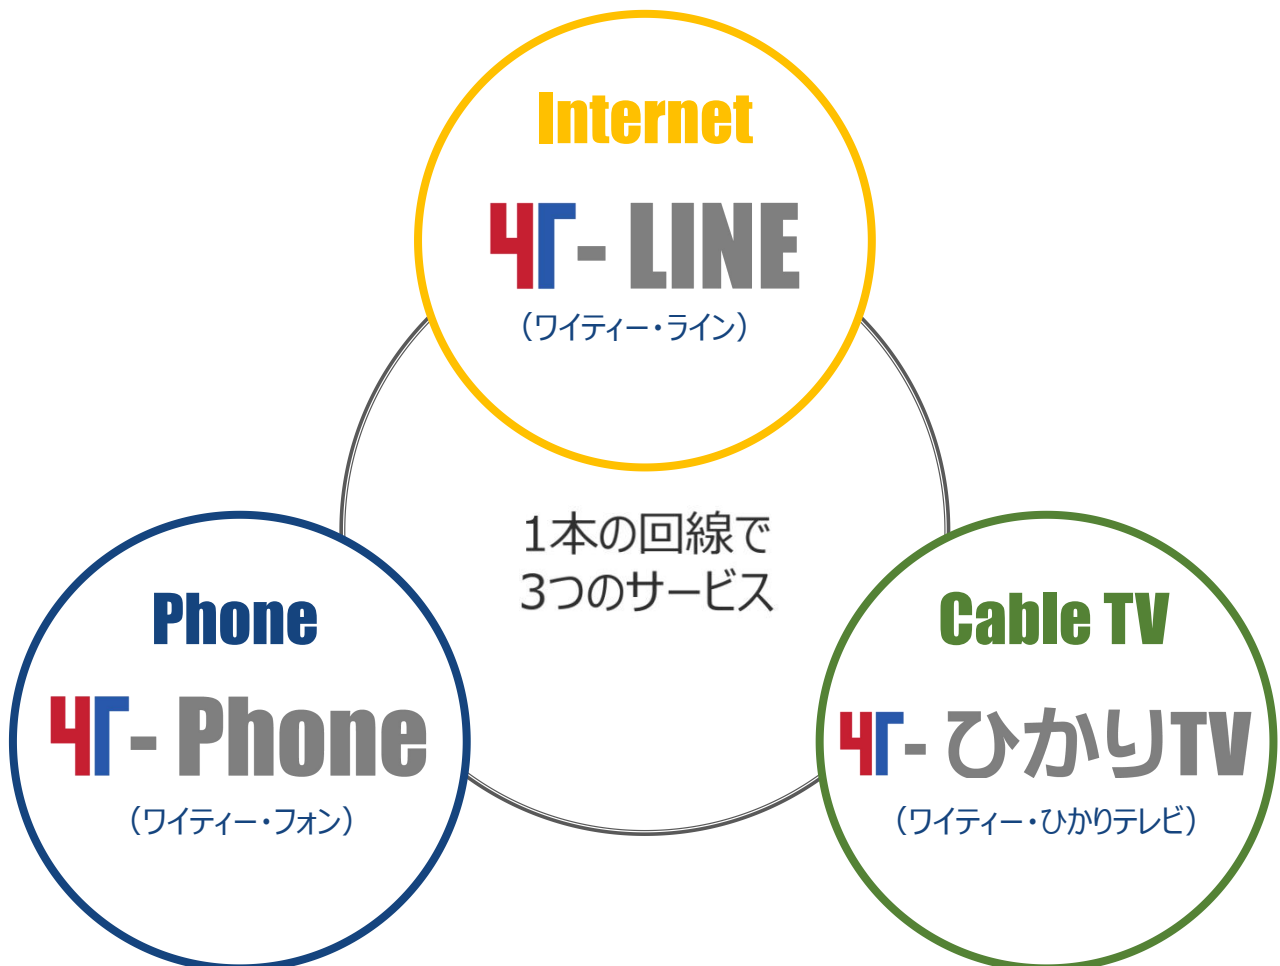 Internet
YT- LINE
（ワイティー・ライン）
1本の回線で
3つのサービス
Phone
YT- Phone
（ワイティー・フォン）
Cable TV
YT- ひかりTV
（ワイティー・ひかりテレビ）